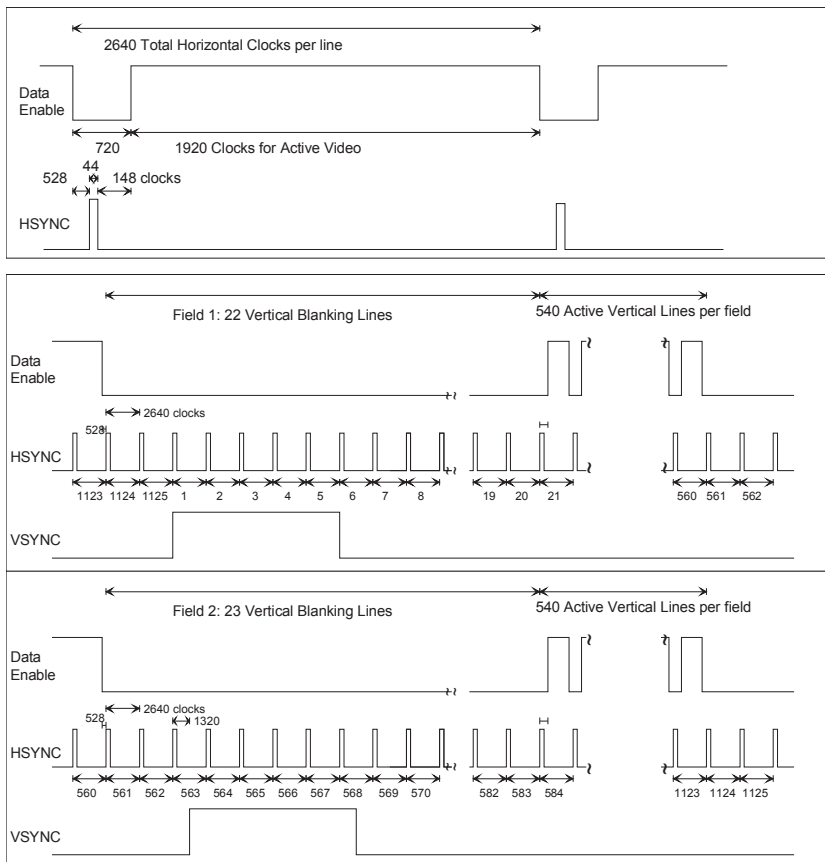 2640 Total Horizontal Clocks per line
Data
Enable
720
1920 Clocks for Active Video
44
528
148 clocks
HSYNC
Field 1: 22 Vertical Blanking Lines
540 Active Vertical Lines per field
Data
Enable
2640 clocks
528
HSYNC
1123 1124 1125 1 2 3 4 5 6 7 8 19 20 21 560 561 562
VSYNC
Field 2: 23 Vertical Blanking Lines
540 Active Vertical Lines per field
Data
Enable
2640 clocks
528
1320
HSYNC
560 561 562 563 564 565 566 567 568 569 570 582 583 584 1123 1124 1125
VSYNC